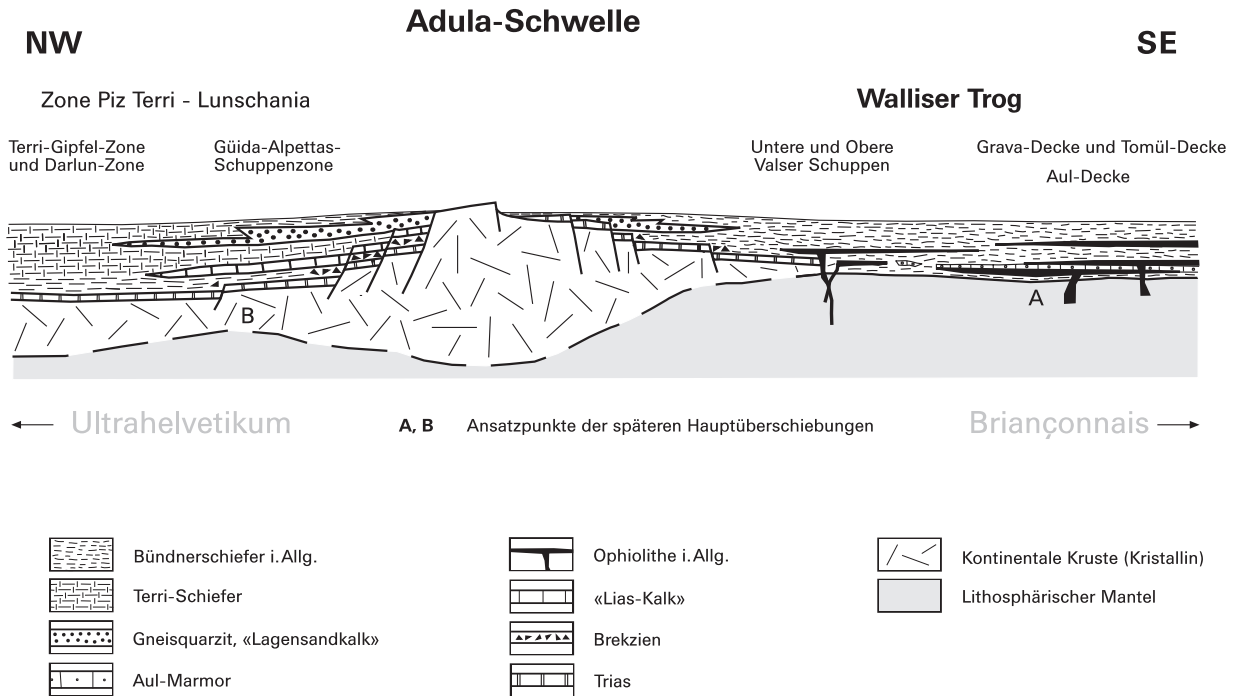 Adula-Schwelle
NW
SE
Zone Piz Terri - Lunschania
Walliser Trog
Terri-Gipfel-Zone
und Darlun-Zone
Güida-Alpettas-
Schuppenzone
Untere und Obere
Valser Schuppen
Grava-Decke und Tomül-Decke
Aul-Decke
A
B
Ultrahelvetikum
A, B Ansatzpunkte der späteren Hauptüberschiebungen
Briançonnais
Bündnerschiefer i. Allg.
Terri-Schiefer
Gneisquarzit, «Lagensandkalk»
Aul-Marmor
Ophiolithe i. Allg.
«Lias-Kalk»
Brekzien
Trias
Kontinentale Kruste (Kristallin)
Lithosphärischer Mantel